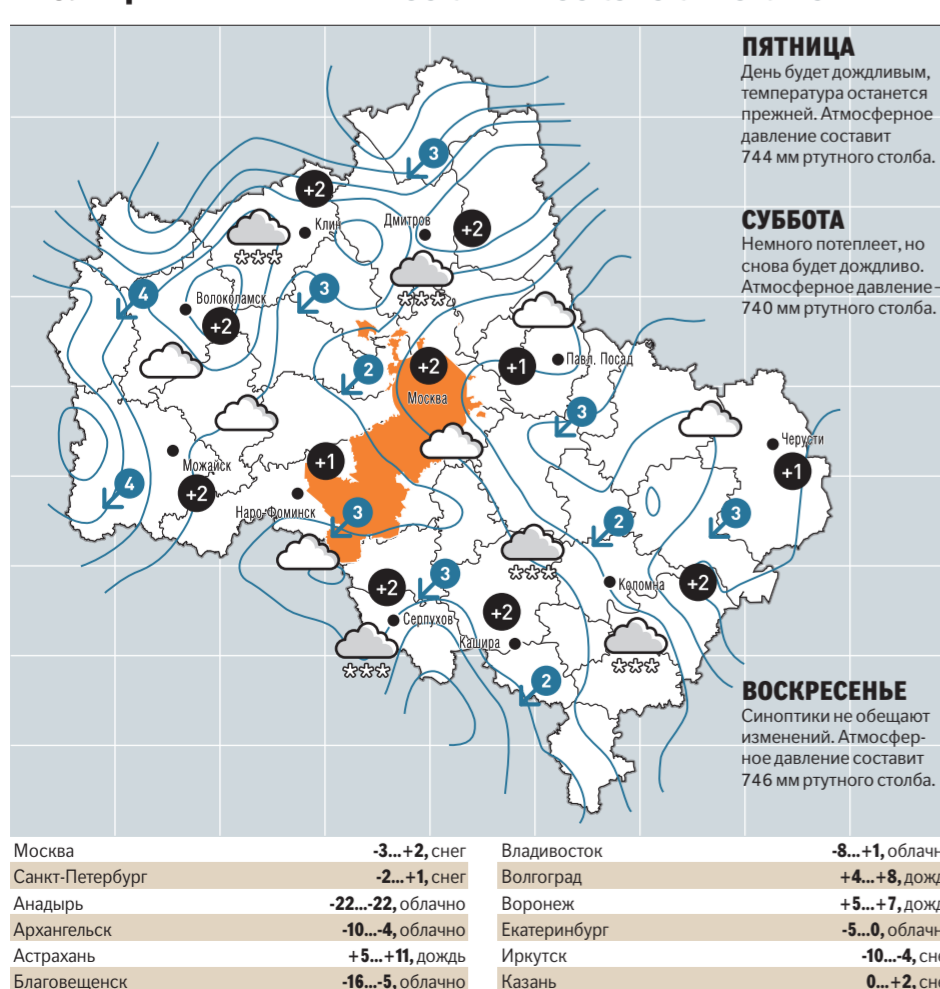 ПЯТНИЦА
День будет дождливым,
температура останется
прежней. Атмосферное
давление составит
744 мм ртутного столба.
СУББОТА
Немного потеплеет, но
снова будет дождливо.
Атмосферное давление –
740 мм ртутного столба.
ВОСКРЕСЕНЬЕ
Синоптики не обещают
изменений. Атмосфер-
ное давление составит
746 мм ртутного столба.
3
+2
Клин
Дмитров
+2
4
Волоколамск
3
+2
2
+2
Москва
+1
Павл. Посад
3
Черусти
+1
Можайск
+1
4
+2
Наро-Фоминск
3
2
3
+2
3
Серпухов
+2
Кашира
Коломна
+2
2
Москва -3...+2, снег
Санкт-Петербург -2...+1, снег
Анадырь -22...-22, облачно
Архангельск -10...-4, облачно
Астрахань +5...+11, дождь
Благовещенск -16...-5, облачно
Владивосток -8...+1, облачн
Волгоград +4...+8, дожд
Воронеж +5...+7, дожд
Екатеринбург -5...0, облачн
Иркутск -10...-4, сне
Казань 0...+2, сне